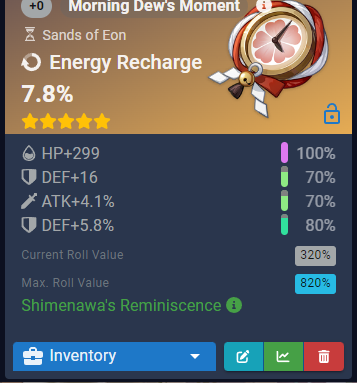 +0 Morning Dew's Moment
Sands of Eon
Energy Recharge
7.8%
HP+299 100%
DEF+16 70%
ATK+4.1% 70%
DEF+5.8% 80%
Current Roll Value 320%
Max. Roll Value 820%
Shimenawa's Reminiscence
Inventory